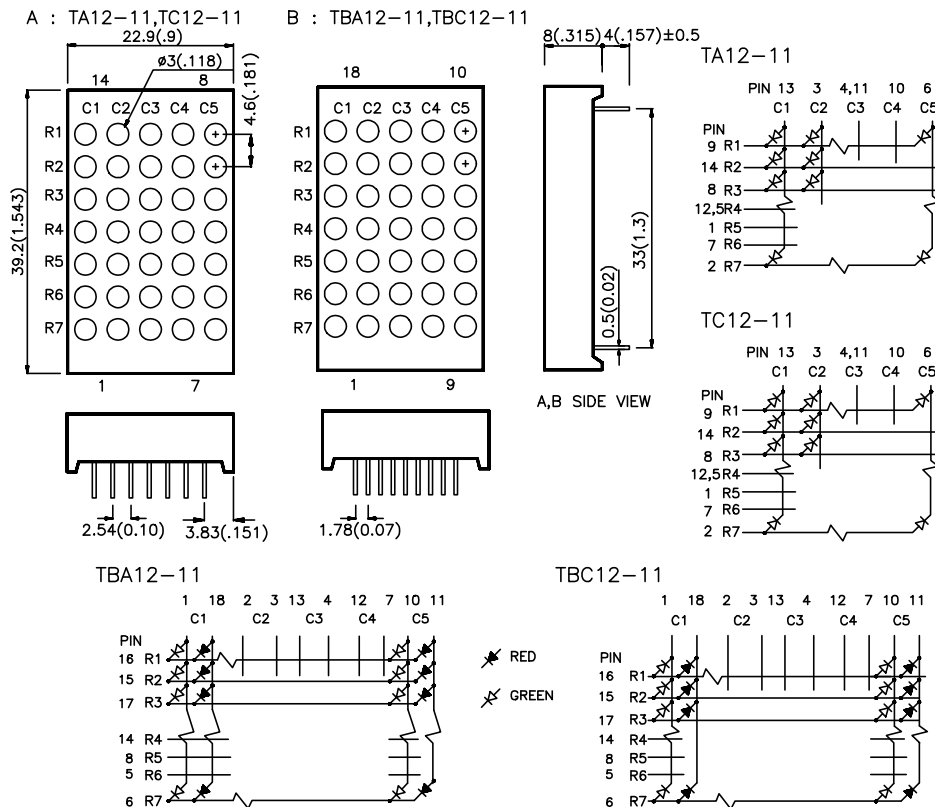 A : TA12-11,TC12-11
B : TBA12-11,TBC12-11
22.9(.9)
ø3(.118)
14
8
4.6(.181)
C1 C2 C3 C4 C5
R1
R2
R3
R4
R5
R6
R7
39.2(1.543)
1
7
18
10
C1 C2 C3 C4 C5
R1
R2
R3
R4
R5
R6
R7
1
9
8(.315)
4(.157)±0.5
33(1.3)
0.5(0.02)
A,B SIDE VIEW
2.54(0.10)
3.83(.151)
1.78(0.07)
TA12-11
PIN 13 3 4,11 10 6
C1 C2 C3 C4 C5
PIN
9 R1
14 R2
8 R3
12,5R4
1 R5
7 R6
2 R7
TC12-11
PIN 13 3 4,11 10 6
C1 C2 C3 C4 C5
PIN
9 R1
14 R2
8 R3
12,5R4
1 R5
7 R6
2 R7
TBA12-11
1 18 2 3 13 4 12 7 10 11
C1 C2 C3 C4 C5
PIN
16 R1
15 R2
17 R3
14 R4
8 R5
5 R6
6 R7
RED
GREEN
TBC12-11
1 18 2 3 13 4 12 7 10 11
C1 C2 C3 C4 C5
PIN
16 R1
15 R2
17 R3
14 R4
8 R5
5 R6
6 R7